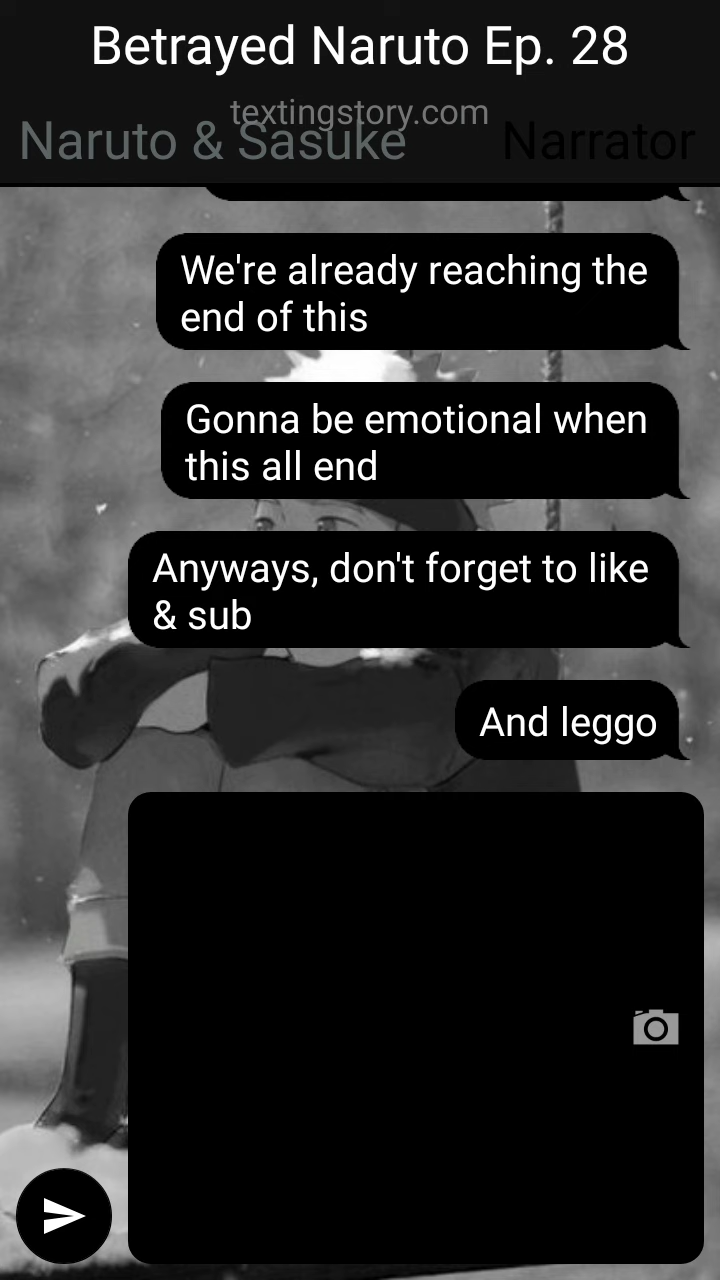 Betrayed Naruto Ep. 28
textingstory.com
Naruto & Sasuke
Narrator
We're already reaching the
end of this
Gonna be emotional when
this all end
Anyways, don't forget to like
& sub
And leggo